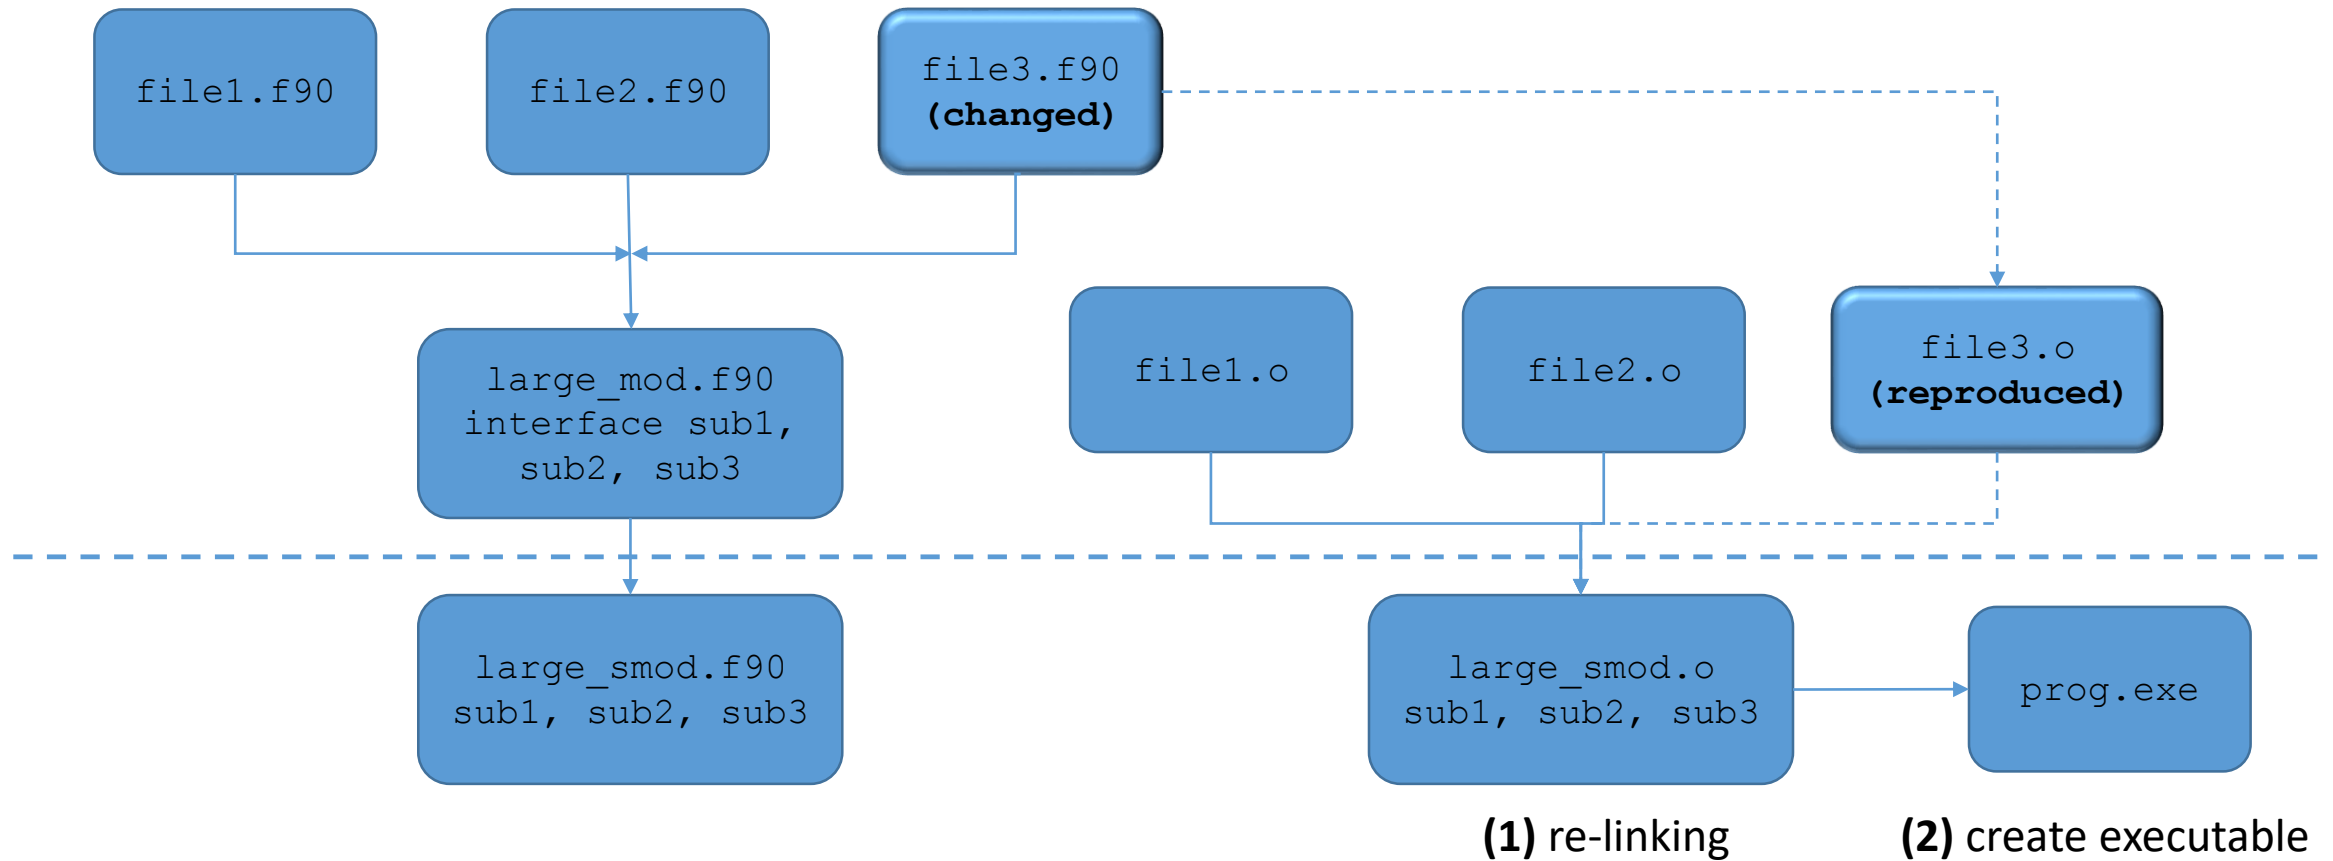 file1.f90
file2.f90
file3.f90
(changed)
large_mod.f90
interface sub1,
sub2, sub3
file1.o
file2.o
file3.o
(reproduced)
large_smod.f90
sub1, sub2, sub3
large_smod.o
sub1, sub2, sub3
prog.exe
(1) re-linking
(2) create executable